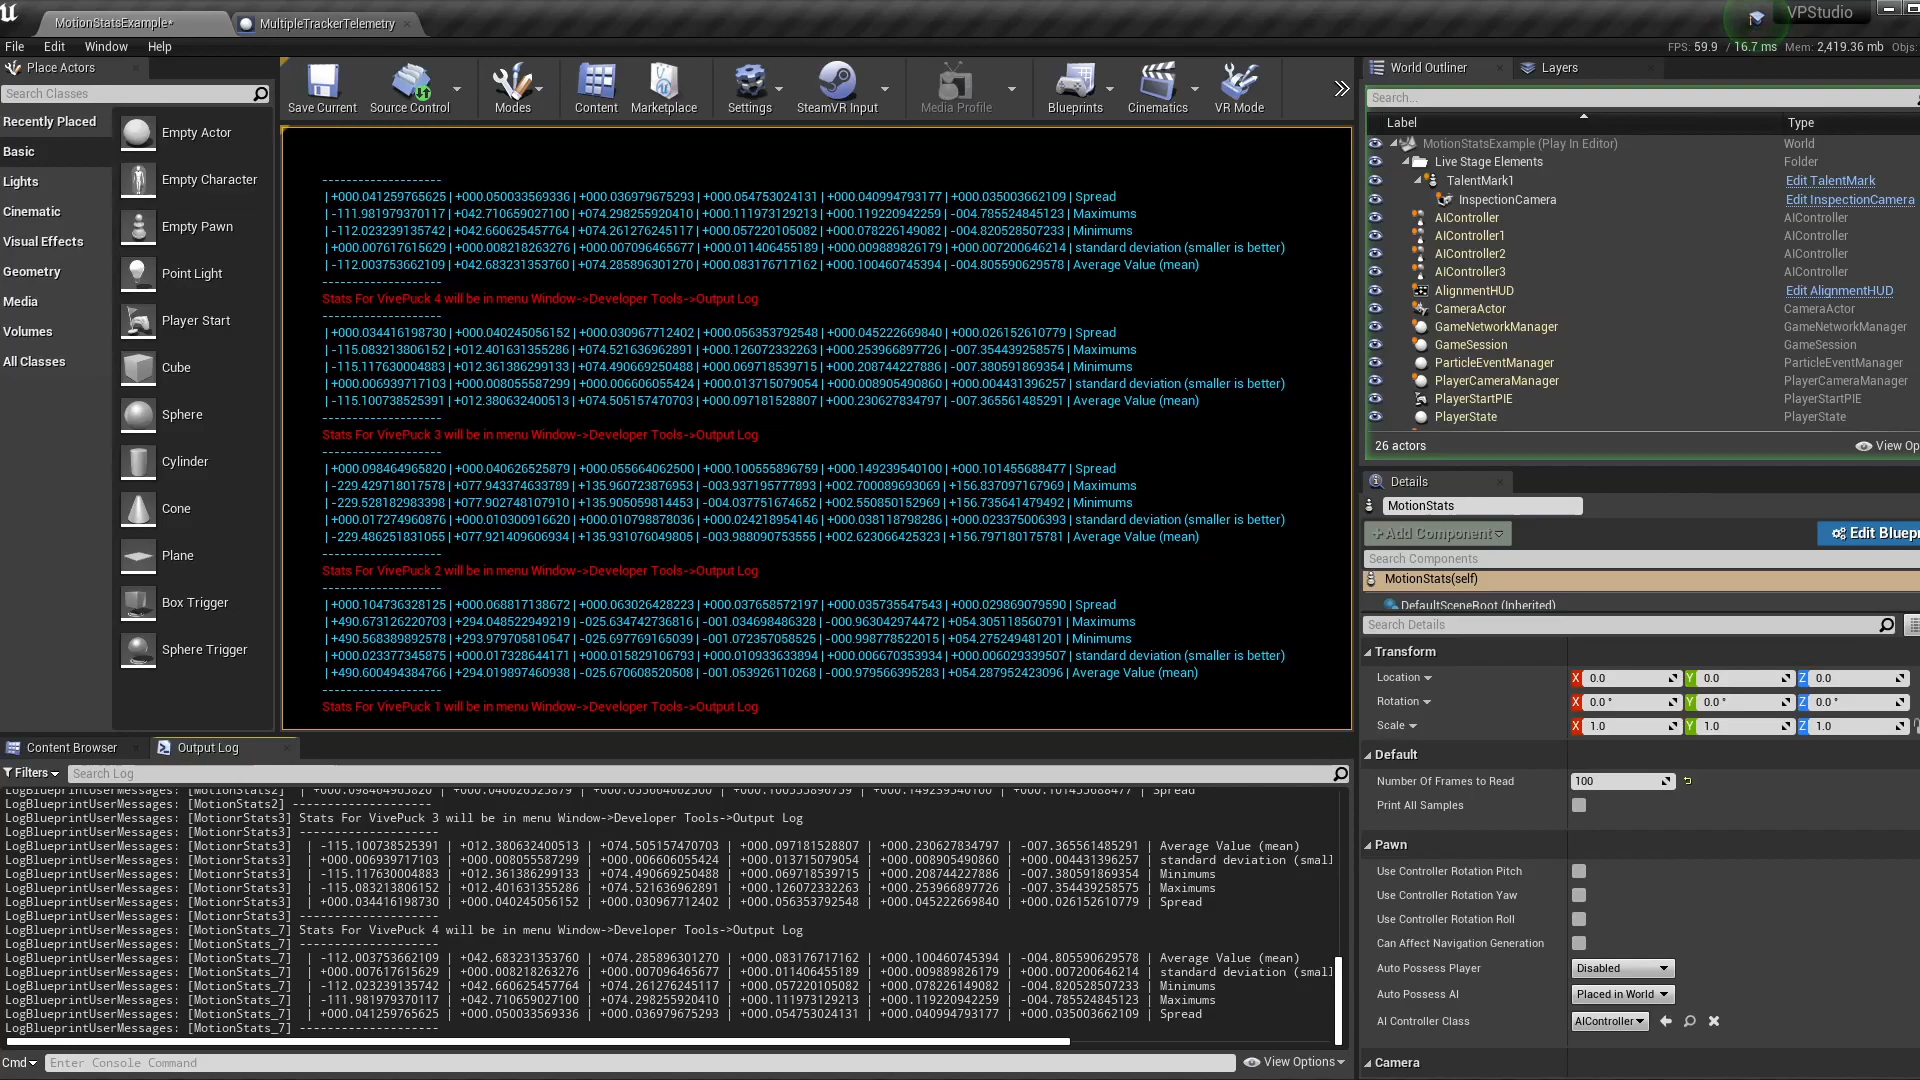 MotionStatsExample*
MultipleTrackerTelemetry
VPStudio
File Edit Window Help
FPS: 59.9 / 16.7 ms Mem: 2,419.36 mb Objs:
Place Actors
Search Classes
Recently Placed
Basic
Lights
Cinematic
Visual Effects
Geometry
Media
Volumes
All Classes
Empty Actor
Empty Character
Empty Pawn
Point Light
Player Start
Cube
Sphere
Cylinder
Cone
Plane
Box Trigger
Sphere Trigger
Save Current Source Control Modes Content Marketplace Settings SteamVR Input Media Profile Blueprints Cinematics VR Mode
--------------------
| +000.041259765625 | +000.050033569336 | +000.036979675293 | +000.054753024131 | +000.040994793177 | +000.035003662109 | Spread
| -111.981979370117 | +042.710659027100 | +074.298255920410 | +000.111973129213 | +000.119220942259 | -004.785524845123 | Maximums
| -112.023239135742 | +042.660625457764 | +074.261276245117 | +000.057220105082 | +000.078226149082 | -004.820528507233 | Minimums
| +000.007617615629 | +000.008218263276 | +000.007096465677 | +000.011406455189 | +000.009889826179 | +000.007200646214 | standard deviation (smaller is better)
| -112.003753662109 | +042.683231353760 | +074.285896301270 | +000.083176717162 | +000.100460745394 | -004.805590629578 | Average Value (mean)
--------------------
Stats For VivePuck 4 will be in menu Window->Developer Tools->Output Log
--------------------
| +000.034416198730 | +000.040245056152 | +000.030967712402 | +000.056353792548 | +000.045222669840 | +000.026152610779 | Spread
| -115.083213806152 | +012.401631355286 | +074.521636962891 | +000.126072332263 | +000.253966897726 | -007.354439258575 | Maximums
| -115.117630004883 | +012.361386299133 | +074.490669250488 | +000.069718539715 | +000.208744227886 | -007.380591869354 | Minimums
| +000.006939717103 | +000.008055587299 | +000.006606055424 | +000.013715079054 | +000.008905490860 | +000.004431396257 | standard deviation (smaller is better)
| -115.100738525391 | +012.380632400513 | +074.505157470703 | +000.097181528807 | +000.230627834797 | -007.365561485291 | Average Value (mean)
--------------------
Stats For VivePuck 3 will be in menu Window->Developer Tools->Output Log
--------------------
| +000.098464965820 | +000.040626525879 | +000.055664062500 | +000.100555896759 | +000.149239540100 | +000.101455688477 | Spread
| -229.429718017578 | +077.943374633789 | +135.960723876953 | -003.937195777893 | +002.700089693069 | +156.837097167969 | Maximums
| -229.528182983398 | +077.902748107910 | +135.905059814453 | -004.037751674652 | +002.550850152969 | +156.735641479492 | Minimums
| +000.017274960876 | +000.010300916620 | +000.010798878036 | +000.024218954146 | +000.038118798286 | +000.023375006393 | standard deviation (smaller is better)
| -229.486251831055 | +077.921409606934 | +135.931076049805 | -003.988090753555 | +002.623066425323 | +156.797180175781 | Average Value (mean)
--------------------
Stats For VivePuck 2 will be in menu Window->Developer Tools->Output Log
--------------------
| +000.104736328125 | +000.068817138672 | +000.063026428223 | +000.037658572197 | +000.035735547543 | +000.029869079590 | Spread
| +490.673126220703 | +294.048522949219 | -025.634742736816 | -001.034698486328 | -000.963042974472 | +054.305118560791 | Maximums
| +490.568389892578 | +293.979705810547 | -025.697769165039 | -001.072357058525 | -000.998778522015 | +054.275249481201 | Minimums
| +000.023377345875 | +000.017328644171 | +000.015829106793 | +000.010933633894 | +000.006670353934 | +000.006029339507 | standard deviation (smaller is better)
| +490.600494384766 | +294.019897460938 | -025.670608520508 | -001.053926110268 | -000.979566395283 | +054.287952423096 | Average Value (mean)
--------------------
Stats For VivePuck 1 will be in menu Window->Developer Tools->Output Log
Content Browser
Output Log
Filters
Search Log
LogBlueprintUserMessages: [MotionStats2] | +000.098464965820 | +000.040626525879 | +000.055664062500 | +000.100555896759 | +000.149239540100 | +000.101455688477 | Spread
LogBlueprintUserMessages: [MotionStats2] --------------------
LogBlueprintUserMessages: [MotionrStats3] Stats For VivePuck 3 will be in menu Window->Developer Tools->Output Log
LogBlueprintUserMessages: [MotionrStats3] --------------------
LogBlueprintUserMessages: [MotionrStats3] | -115.100738525391 | +012.380632400513 | +074.505157470703 | +000.097181528807 | +000.230627834797 | -007.365561485291 | Average Value (mean)
LogBlueprintUserMessages: [MotionrStats3] | +000.006939717103 | +000.008055587299 | +000.006606055424 | +000.013715079054 | +000.008905490860 | +000.004431396257 | standard deviation (smal
LogBlueprintUserMessages: [MotionrStats3] | -115.117630004883 | +012.361386299133 | +074.490669250488 | +000.069718539715 | +000.208744227886 | -007.380591869354 | Minimums
LogBlueprintUserMessages: [MotionrStats3] | -115.083213806152 | +012.401631355286 | +074.521636962891 | +000.126072332263 | +000.253966897726 | -007.354439258575 | Maximums
LogBlueprintUserMessages: [MotionrStats3] | +000.034416198730 | +000.040245056152 | +000.030967712402 | +000.056353792548 | +000.045222669840 | +000.026152610779 | Spread
LogBlueprintUserMessages: [MotionrStats3] --------------------
LogBlueprintUserMessages: [MotionStats_7] Stats For VivePuck 4 will be in menu Window->Developer Tools->Output Log
LogBlueprintUserMessages: [MotionStats_7] --------------------
LogBlueprintUserMessages: [MotionStats_7] | -112.003753662109 | +042.683231353760 | +074.285896301270 | +000.083176717162 | +000.100460745394 | -004.805590629578 | Average Value (mean)
LogBlueprintUserMessages: [MotionStats_7] | +000.007617615629 | +000.008218263276 | +000.007096465677 | +000.011406455189 | +000.009889826179 | +000.007200646214 | standard deviation (smal
LogBlueprintUserMessages: [MotionStats_7] | -112.023239135742 | +042.660625457764 | +074.261276245117 | +000.057220105082 | +000.078226149082 | -004.820528507233 | Minimums
LogBlueprintUserMessages: [MotionStats_7] | -111.981979370117 | +042.710659027100 | +074.298255920410 | +000.111973129213 | +000.119220942259 | -004.785524845123 | Maximums
LogBlueprintUserMessages: [MotionStats_7] | +000.041259765625 | +000.050033569336 | +000.036979675293 | +000.054753024131 | +000.040994793177 | +000.035003662109 | Spread
LogBlueprintUserMessages: [MotionStats_7] --------------------
Cmd
Enter Console Command
View Options
World Outliner
Layers
Search...
Label Type
MotionStatsExample (Play In Editor) World
Live Stage Elements Folder
TalentMark1 Edit TalentMark
InspectionCamera Edit InspectionCamera
AIController AIController
AIController1 AIController
AIController2 AIController
AIController3 AIController
AlignmentHUD Edit AlignmentHUD
CameraActor CameraActor
GameNetworkManager GameNetworkManager
GameSession GameSession
ParticleEventManager ParticleEventManager
PlayerCameraManager PlayerCameraManager
PlayerStartPIE PlayerStartPIE
PlayerState PlayerState
26 actors
View Op
Details
MotionStats
+Add Component
Edit Bluepr
Search Components
MotionStats(self)
DefaultSceneRoot (Inherited)
Search Details
Transform
Location X 0.0 Y 0.0 Z 0.0
Rotation X 0.0 ° Y 0.0 ° Z 0.0 °
Scale X 1.0 Y 1.0 Z 1.0
Default
Number Of Frames to Read 100
Print All Samples
Pawn
Use Controller Rotation Pitch
Use Controller Rotation Yaw
Use Controller Rotation Roll
Can Affect Navigation Generation
Auto Possess Player Disabled
Auto Possess AI Placed in World
AI Controller Class AIController
Camera